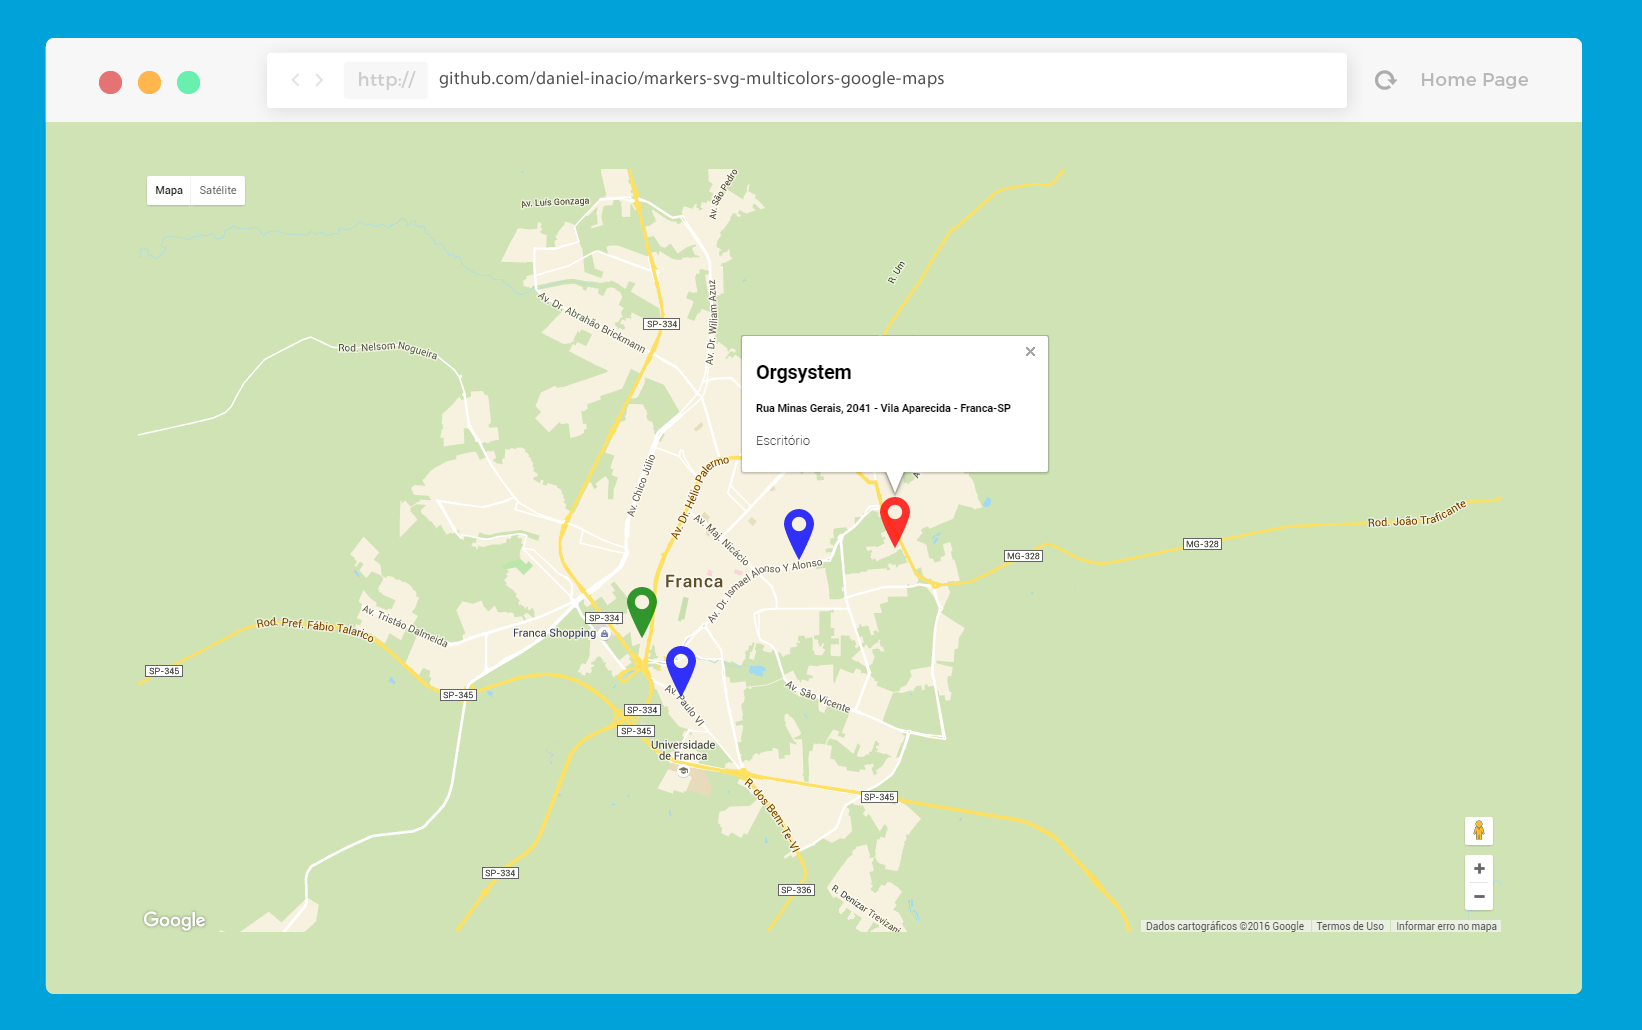 http://
github.com/daniel-inacio/markers-svg-multicolors-google-maps
Home Page
Mapa
Satélite
Av. Luís Gonzaga
Av. São Pedro
R. Um
Av. Dr. Abrahão Brickmann
Av. Dr. Wiliam Azuz
SP-334
Rod. Nelsom Nogueira
Orgsystem
Rua Minas Gerais, 2041 - Vila Aparecida - Franca-SP
Escritório
Av. Chico Júlio
Av. Dr. Hélio Palermo
A
Av. Maj. Nicácio
Rod. João Traficante
MG-328
MG-328
Av. Dr. Ismael Alonso Y Alonso
Franca
SP-334
Av. Tristão Dalmeida
Rod. Pref. Fábio Talarico
Franca Shopping
SP-345
SP-345
Av. Paulo VI
Av. São Vicente
SP-334
SP-345
Universidade
de Franca
R. dos Bem-Te-VI
SP-345
SP-334
SP-336
R. Denizar Trevizani
Google
Dados cartográficos ©2016 Google
Termos de Uso
Informar erro no mapa